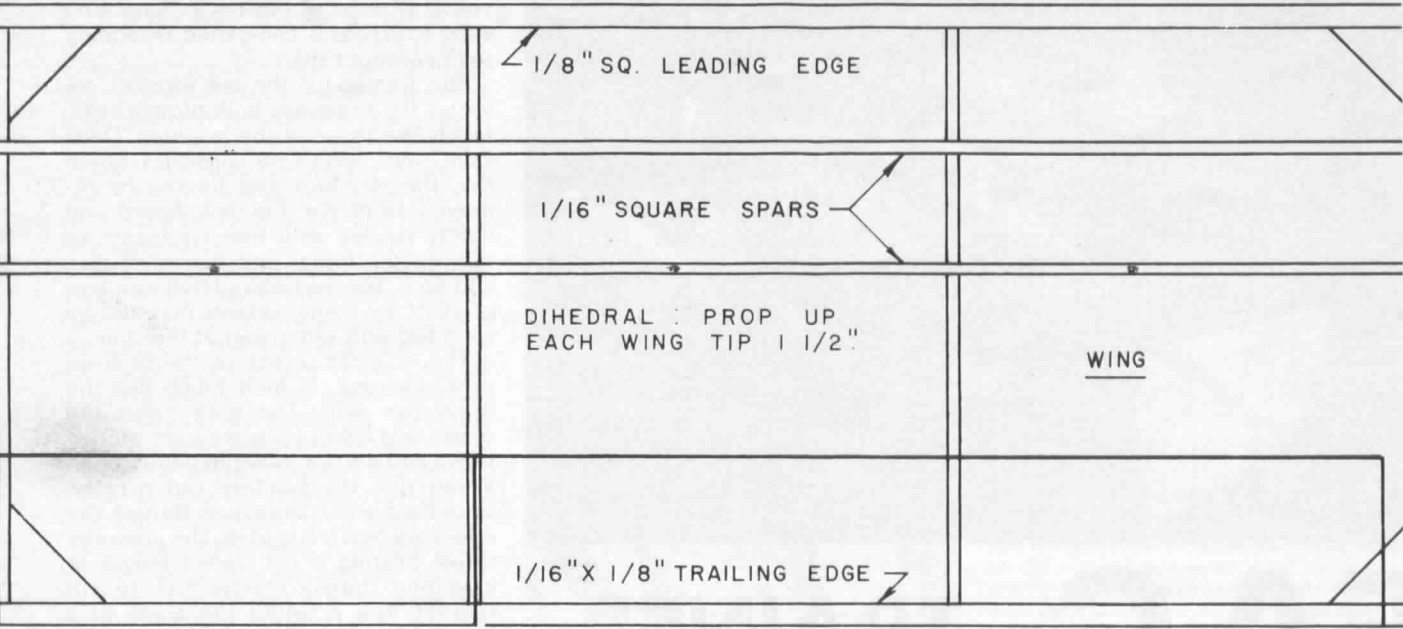 1/8" SQ. LEADING EDGE
1/16" SQUARE SPARS
DIHEDRAL : PROP UP
EACH WING TIP 1 1/2".
WING
1/16" X 1/8" TRAILING EDGE